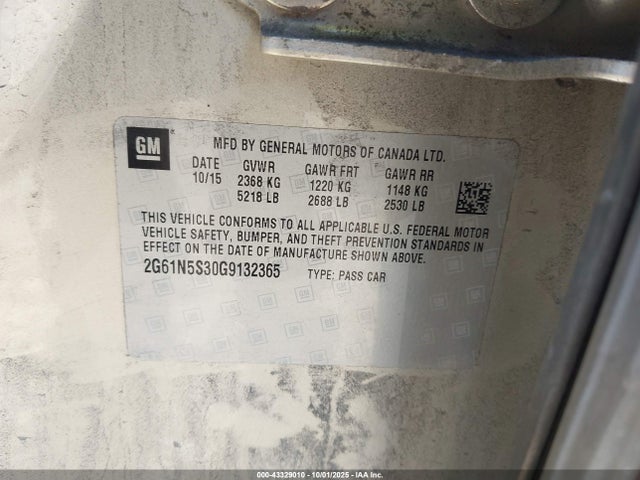 GM
MFD BY GENERAL MOTORS OF CANADA LTD.
DATE GVWR GAWR FRT GAWR RR
10/15 2368 KG 1220 KG 1148 KG
5218 LB 2688 LB 2530 LB
THIS VEHICLE CONFORMS TO ALL APPLICABLE U.S. FEDERAL MOTOR
VEHICLE SAFETY, BUMPER, AND THEFT PREVENTION STANDARDS IN
EFFECT ON THE DATE OF MANUFACTURE SHOWN ABOVE.
2G61N5S30G9132365 TYPE: PASS CAR
000-43329010 - 10/01/2025 - IAAI.com